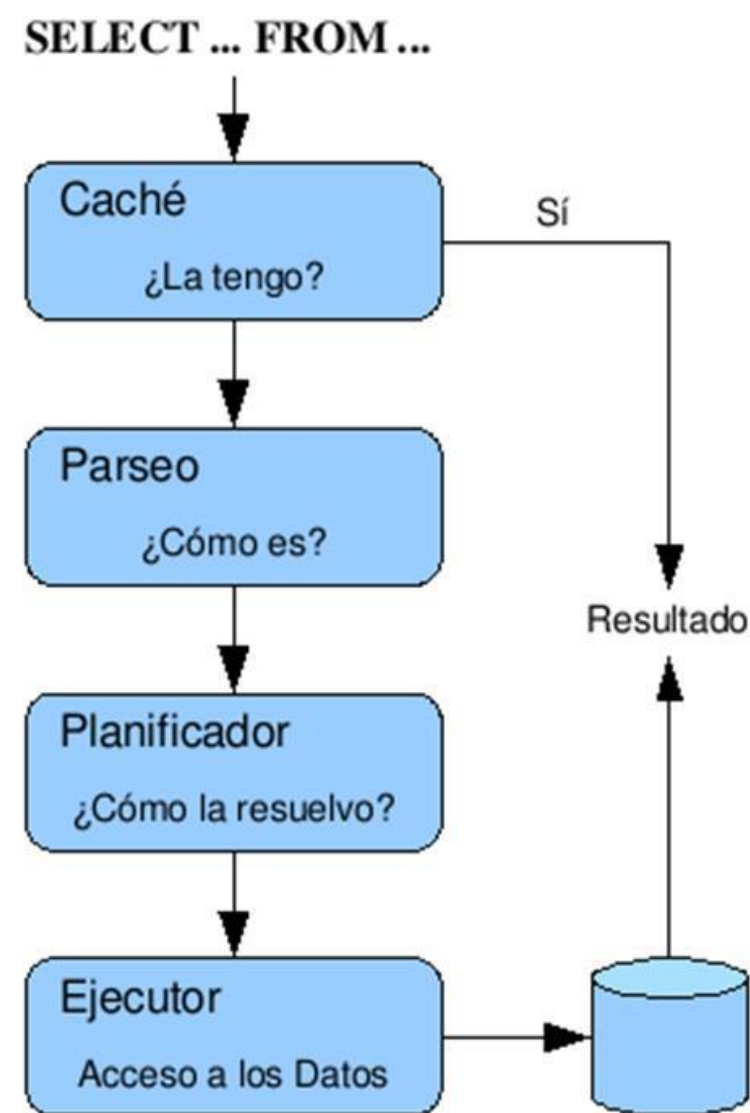 SELECT ... FROM ...
Caché
¿La tengo?
Sí
Parseo
¿Cómo es?
Resultado
Planificador
¿Cómo la resuelvo?
Ejecutor
Acceso a los Datos